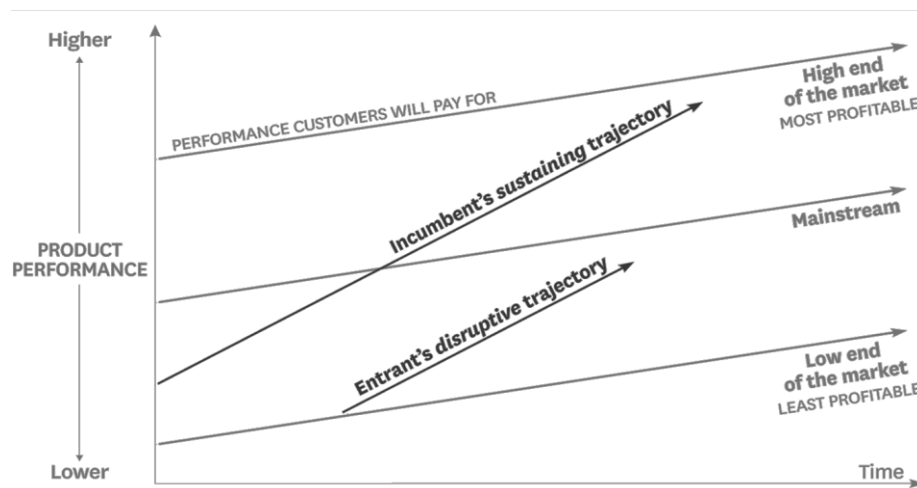 Higher
PERFORMANCE CUSTOMERS WILL PAY FOR
High end
of the market
MOST PROFITABLE
Incumbent’s sustaining trajectory
Mainstream
PRODUCT
PERFORMANCE
Entrant’s disruptive trajectory
Low end
of the market
LEAST PROFITABLE
Lower
Time